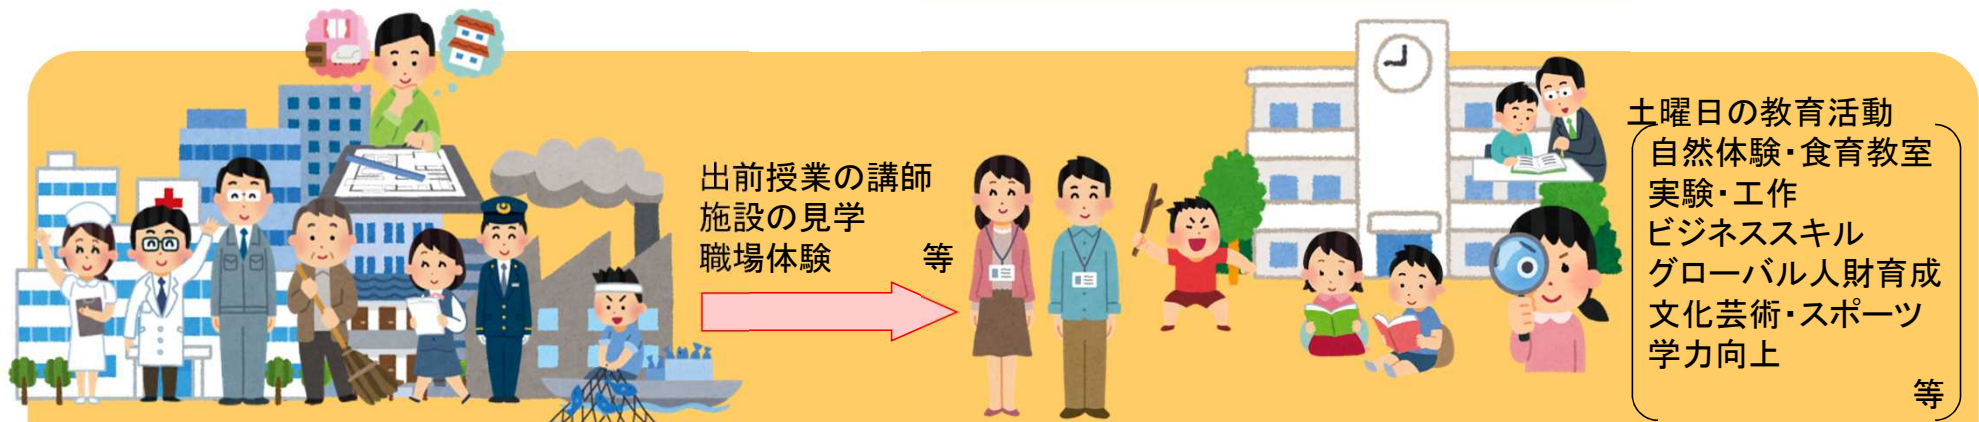 出前授業の講師
施設の見学
職場体験 等
土曜日の教育活動
自然体験・食育教室
実験・工作
ビジネススキル
グローバル人財育成
文化芸術・スポーツ
学力向上
等